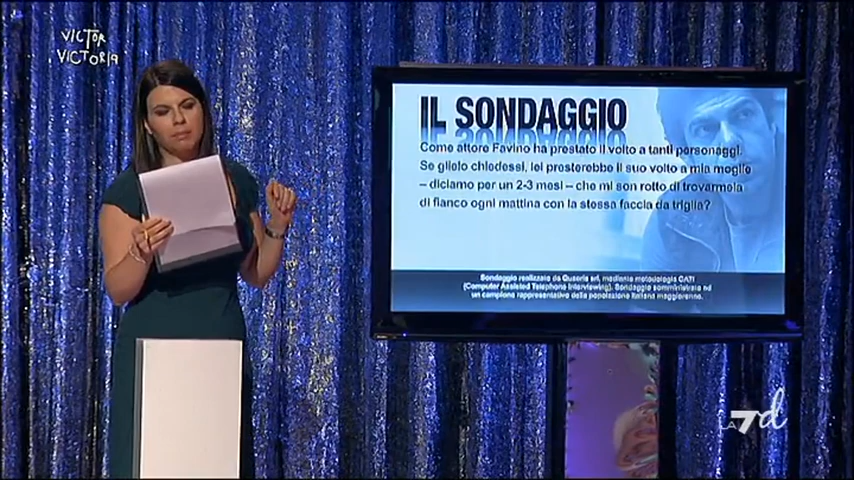 VICTOR
VICTORIA
IL SONDAGGIO
Come attore Favino ha prestato il volto a tanti personaggi.
Se glielo chiedessi, lei presterebbe il suo volto a mia moglie
– diciamo per un 2-3 mesi – che mi son rotto di trovarmela
di fianco ogni mattina con la stessa faccia da triglia?
Sondaggio realizzato da Quaeris srl, mediante metodologia CATI
(Computer Assisted Telephone Interviewing). Sondaggio somministrato ad
un campione rappresentativo della popolazione italiana maggiorenne.
LA7d